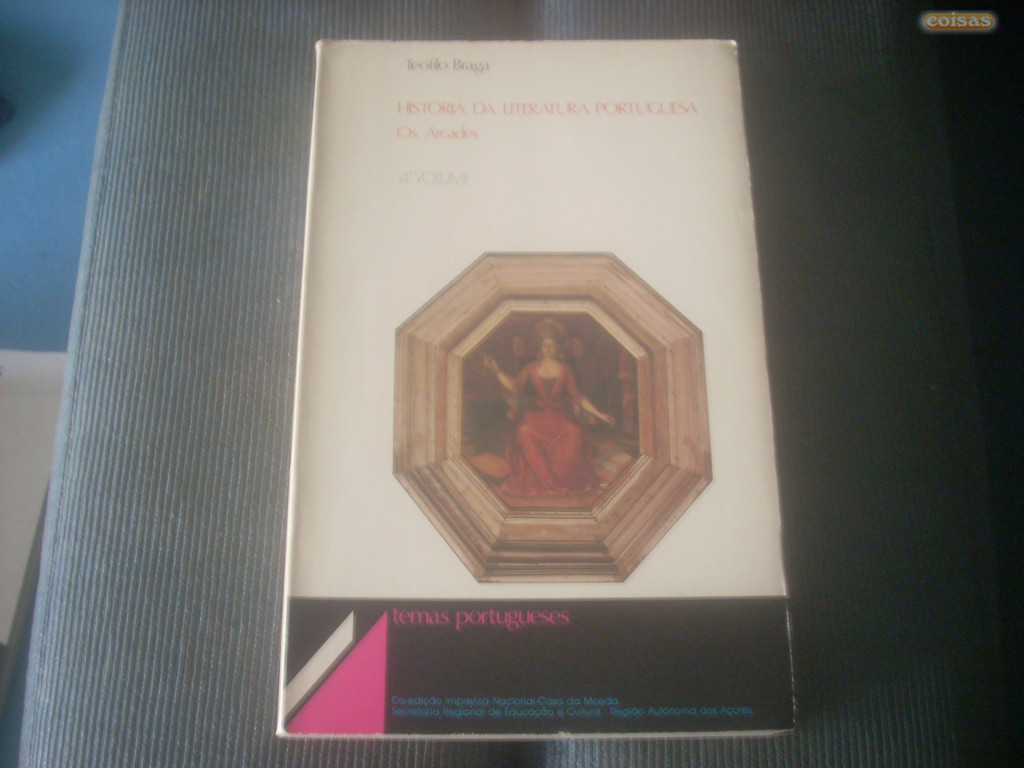 coisas
Teófilo Braga
HISTÓRIA DA LITERATURA PORTUGUESA
Os Árcades
4.º VOLUME
temas portugueses
Co-edição Imprensa Nacional-Casa da Moeda
Secretaria Regional de Educação e Cultura - Região Autónoma dos Açores